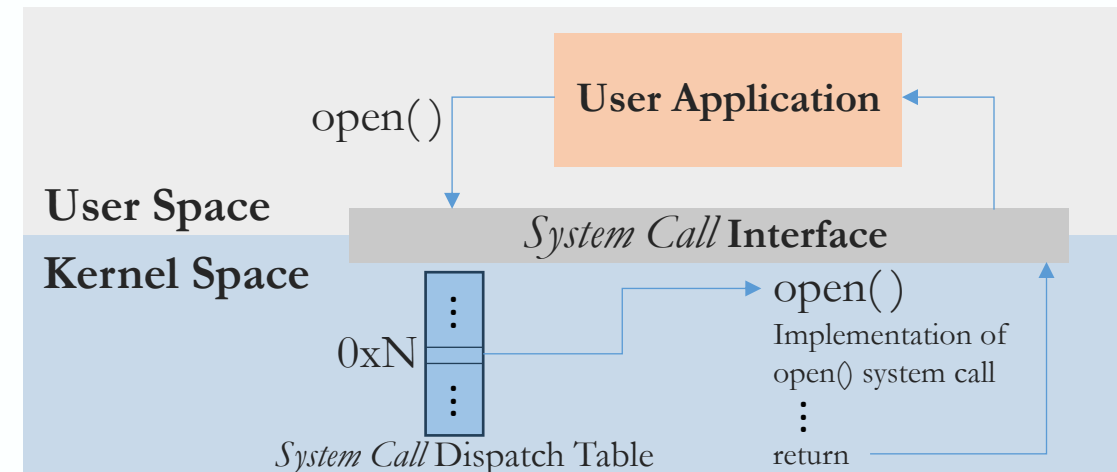 User Application
open( )
User Space
System Call Interface
Kernel Space
open( )
0xN
Implementation of
open() system call
System Call Dispatch Table
return